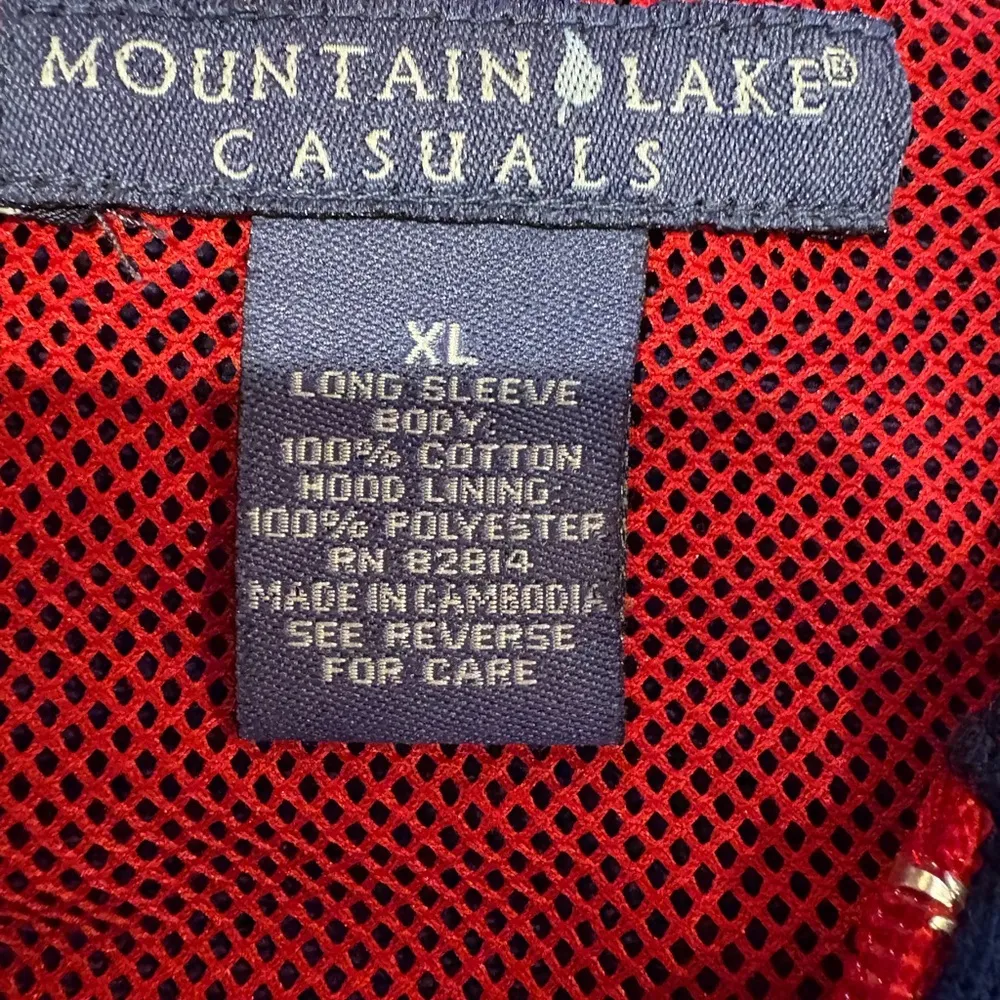 MOUNTAIN LAKE®
CASUALS
XL
LONG SLEEVE
BODY:
100% COTTON
HOOD LINING:
100% POLYESTER
RN 82814
MADE IN CAMBODIA
SEE REVERSE
FOR CARE